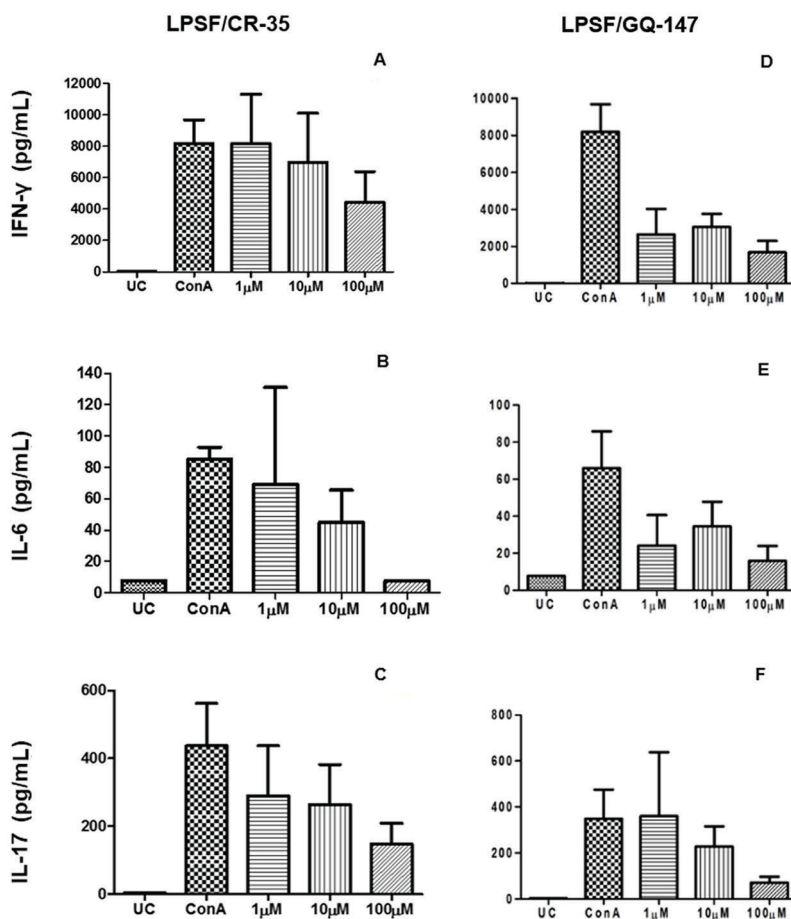 LPSF/CR-35
LPSF/GQ-147
A
IFN-γ (pg/mL)
12000
10000
8000
6000
4000
2000
0
UC ConA 1μM 10μM 100μM
D
10000
8000
6000
4000
2000
0
UC ConA 1μM 10μM 100μM
B
IL-6 (pg/mL)
140
120
100
80
60
40
20
0
UC ConA 1μM 10μM 100μM
E
100
80
60
40
20
0
UC ConA 1μM 10μM 100μM
C
IL-17 (pg/mL)
600
400
200
0
UC ConA 1μM 10μM 100μM
F
800
600
400
200
0
UC ConA 1μM 10μM 100μM